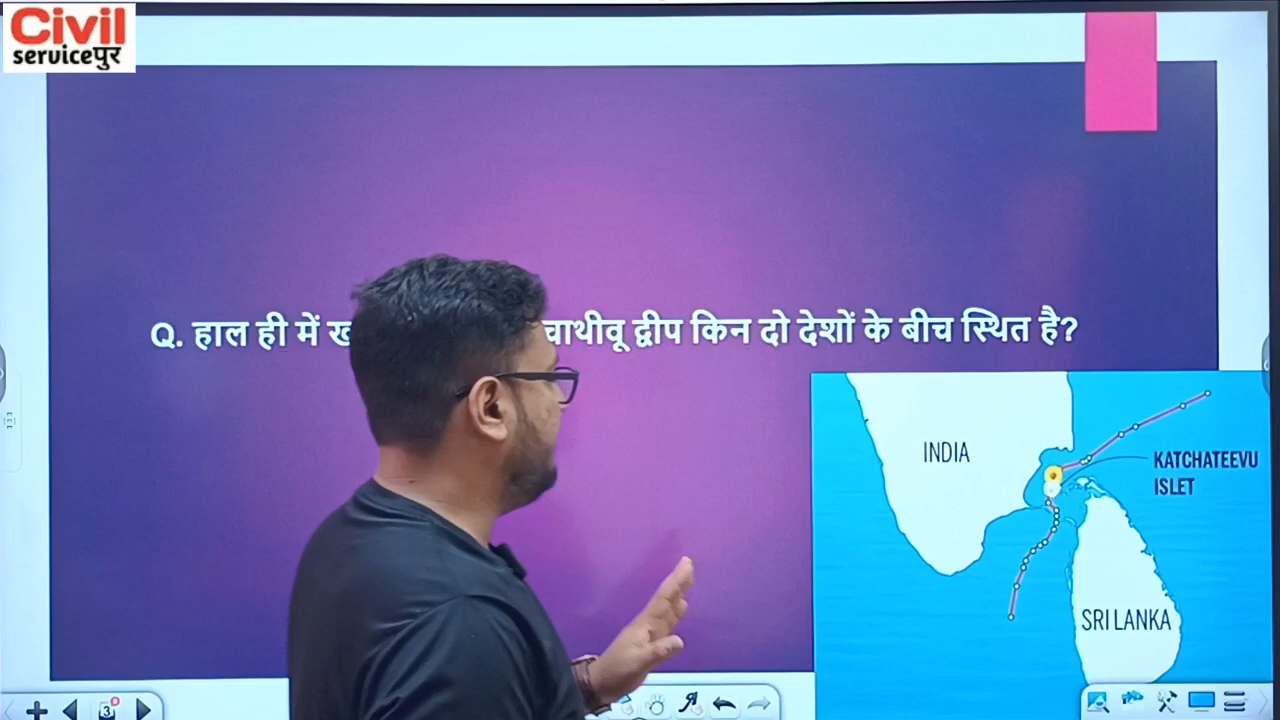 Civil
serviceपुर
Q. हाल ही में
द्वीप किन दो देशों के बीच स्थित है?
INDIA
KATCHATEEVU
ISLET
SRI LANKA
3